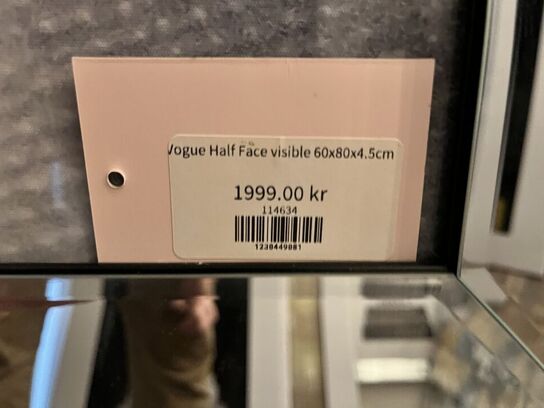 Vogue Half Face visible 60x80x4.5cm
1999.00 kr
114634
1238449881